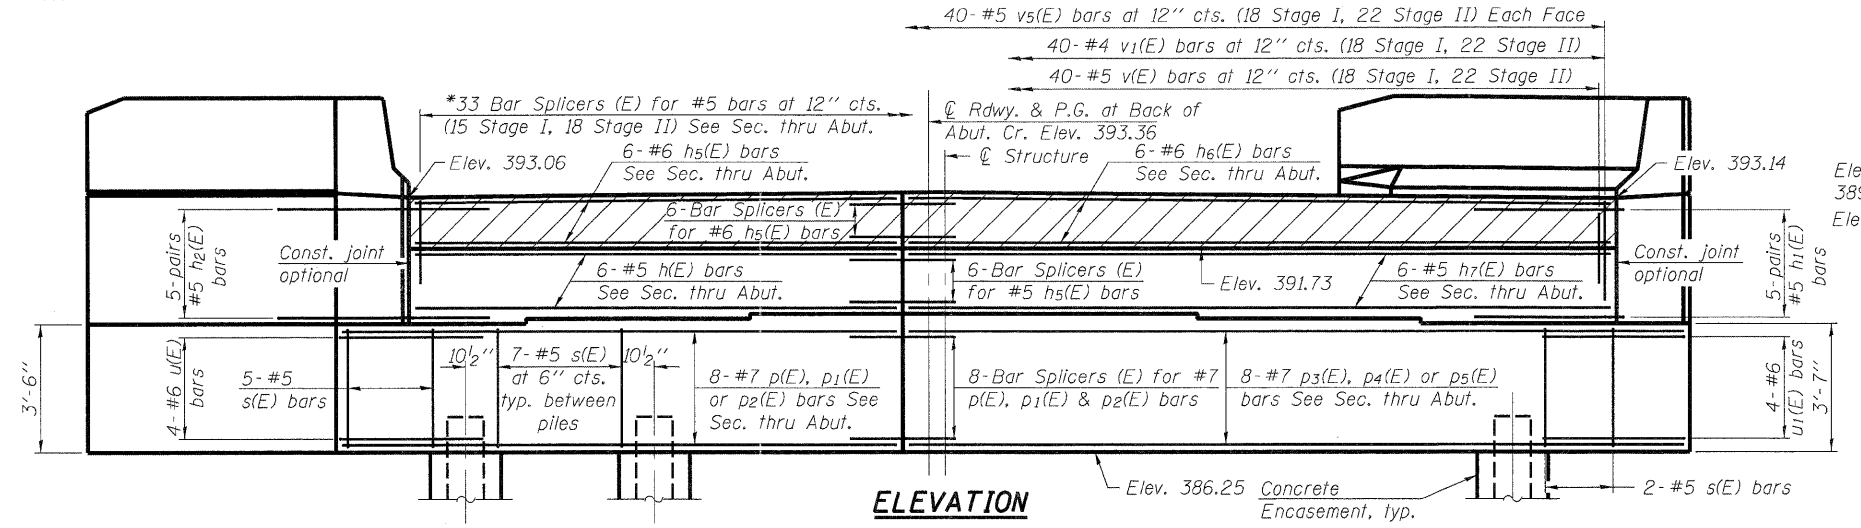 40-#5 v5(E) bars at 12" cts. (18 Stage I, 22 Stage II) Each Face
40-#4 v1(E) bars at 12" cts. (18 Stage I, 22 Stage II)
40-#5 v(E) bars at 12" cts. (18 Stage I, 22 Stage II)
*33 Bar Splicers (E) for #5 bars at 12" cts.
(15 Stage I, 18 Stage II) See Sec. thru Abut.
℄ Rdwy. & P.G. at Back of
Abut. Cr. Elev. 393.36
℄ Structure
Elev. 393.06
6-#6 h5(E) bars
See Sec. thru Abut.
6-#6 h6(E) bars
See Sec. thru Abut.
Elev. 393.14
Ele
389
Ele
6-Bar Splicers (E)
for #6 h5(E) bars
5-pairs
#5 h2(E)
bars
Const. joint
optional
6-#5 h(E) bars
See Sec. thru Abut.
6-Bar Splicers (E)
for #5 h5(E) bars
Elev. 391.73
6-#5 h7(E) bars
See Sec. thru Abut.
Const. joint
optional
5-pairs
#5 h1(E)
bars
3'-6"
4-#6 u(E)
bars
5-#5
s(E) bars
10½"
7-#5 s(E)
at 6" cts.
typ. between
piles
10½"
8-#7 p(E), p1(E)
or p2(E) bars See
Sec. thru Abut.
8-Bar Splicers (E) for #7
p(E), p1(E) & p2(E) bars
8-#7 p3(E), p4(E) or p5(E)
bars See Sec. thru Abut.
4-#6
u1(E) bars
3'-7"
Elev. 386.25
Concrete
Encasement, typ.
2-#5 s(E) bars
ELEVATION